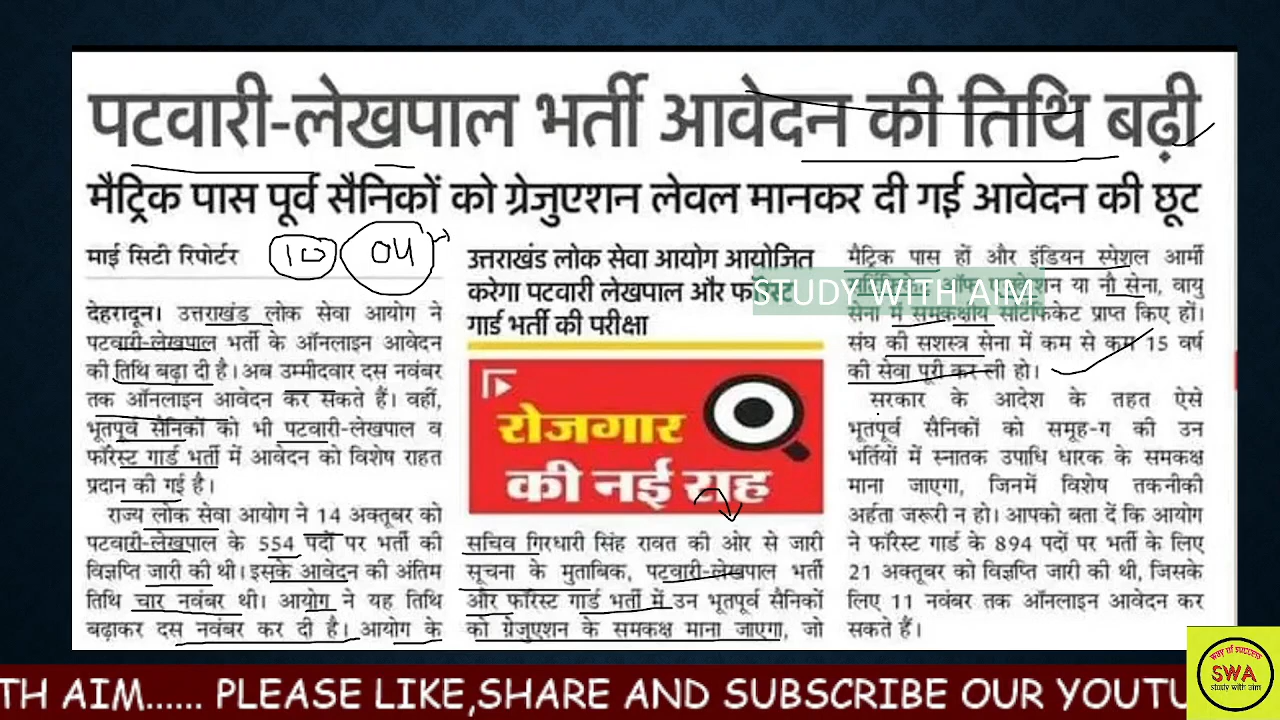 पटवारी-लेखपाल भर्ती आवेदन की तिथि बढ़ी
मैट्रिक पास पूर्व सैनिकों को ग्रेजुएशन लेवल मानकर दी गई आवेदन की छूट
माई सिटी रिपोर्टर
10 04
देहरादून। उत्तराखंड लोक सेवा आयोग ने
पटवारी-लेखपाल भर्ती के ऑनलाइन आवेदन
की तिथि बढ़ा दी है। अब उम्मीदवार दस नवंबर
तक ऑनलाइन आवेदन कर सकते हैं। वहीं,
भूतपूर्व सैनिकों को भी पटवारी-लेखपाल व
फॉरेस्ट गार्ड भर्ती में आवेदन को विशेष राहत
प्रदान की गई है।
राज्य लोक सेवा आयोग ने 14 अक्तूबर को
पटवारी-लेखपाल के 554 पदों पर भर्ती की
विज्ञप्ति जारी की थी। इसके आवेदन की अंतिम
तिथि चार नवंबर थी। आयोग ने यह तिथि
बढ़ाकर दस नवंबर कर दी है। आयोग के
उत्तराखंड लोक सेवा आयोग आयोजित
करेगा पटवारी लेखपाल और
गार्ड भर्ती की परीक्षा
रोजगार
की नई राह
सचिव गिरधारी सिंह रावत की ओर से जारी
सूचना के मुताबिक, पटवारी-लेखपाल भर्ती
और फॉरेस्ट गार्ड भर्ती में उन भूतपूर्व सैनिकों
को ग्रेजुएशन के समकक्ष माना जाएगा, जो
मैट्रिक पास हों और इंडियन स्पेशल आर्मी
या नौ सेना, वायु
सेना में समकक्षीय सर्टिफिकेट प्राप्त किए हों।
संघ की सशस्त्र सेना में कम से कम 15 वर्ष
की सेवा पूरी कर ली हो।
सरकार के आदेश के तहत ऐसे
भूतपूर्व सैनिकों को समूह-ग की उन
भर्तियों में स्नातक उपाधि धारक के समकक्ष
माना जाएगा, जिनमें विशेष तकनीकी
अर्हता जरूरी न हो। आपको बता दें कि आयोग
ने फॉरेस्ट गार्ड के 894 पदों पर भर्ती के लिए
21 अक्तूबर को विज्ञप्ति जारी की थी, जिसके
लिए 11 नवंबर तक ऑनलाइन आवेदन कर
सकते हैं।
STUDY WITH AIM
TH AIM...... PLEASE LIKE,SHARE AND SUBSCRIBE OUR YOUTU
way of success
SWA
study with aim